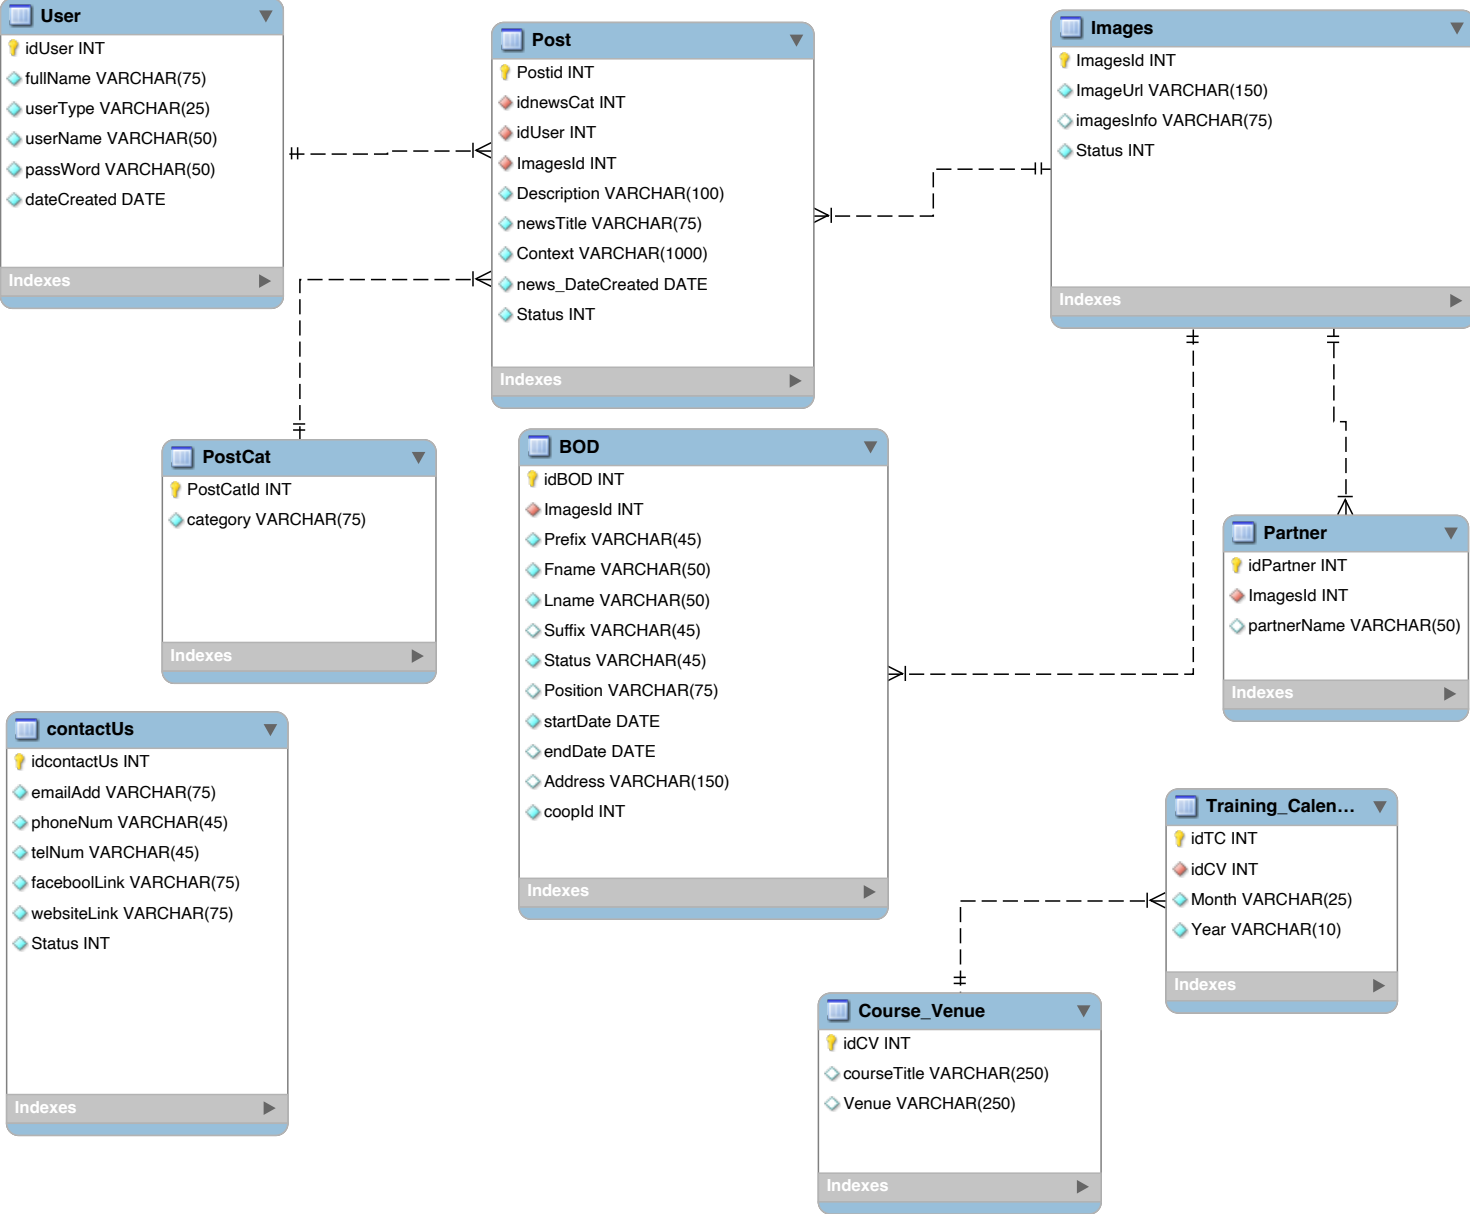 User
idUser INT
fullName VARCHAR(75)
userType VARCHAR(25)
userName VARCHAR(50)
passWord VARCHAR(50)
dateCreated DATE
Indexes
Post
Postid INT
idnewsCat INT
idUser INT
ImagesId INT
Description VARCHAR(100)
newsTitle VARCHAR(75)
Context VARCHAR(1000)
news_DateCreated DATE
Status INT
Indexes
Images
ImagesId INT
ImageUrl VARCHAR(150)
imagesInfo VARCHAR(75)
Status INT
Indexes
PostCat
PostCatId INT
category VARCHAR(75)
Indexes
BOD
idBOD INT
ImagesId INT
Prefix VARCHAR(45)
Fname VARCHAR(50)
Lname VARCHAR(50)
Suffix VARCHAR(45)
Status VARCHAR(45)
Position VARCHAR(75)
startDate DATE
endDate DATE
Address VARCHAR(150)
coopId INT
Indexes
Partner
idPartner INT
ImagesId INT
partnerName VARCHAR(50)
Indexes
contactUs
idcontactUs INT
emailAdd VARCHAR(75)
phoneNum VARCHAR(45)
telNum VARCHAR(45)
faceboolLink VARCHAR(75)
websiteLink VARCHAR(75)
Status INT
Indexes
Training_Calen...
idTC INT
idCV INT
Month VARCHAR(25)
Year VARCHAR(10)
Indexes
Course_Venue
idCV INT
courseTitle VARCHAR(250)
Venue VARCHAR(250)
Indexes